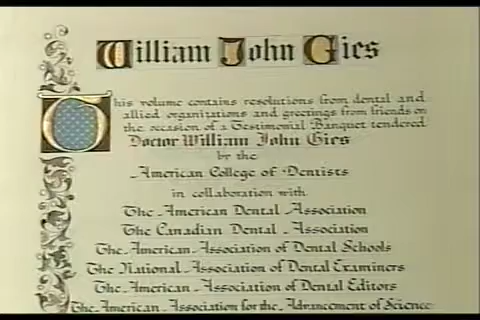 William John Gies
This volume contains resolutions from dental and
allied organizations and greetings from friends on
the occasion of a Testimonial Banquet tendered
Doctor William John Gies
by the
American College of Dentists
in collaboration with
The American Dental Association
The Canadian Dental Association
The American Association of Dental Schools
The National Association of Dental Examiners
The American Association of Dental Editors
The American Association for the Advancement of Science